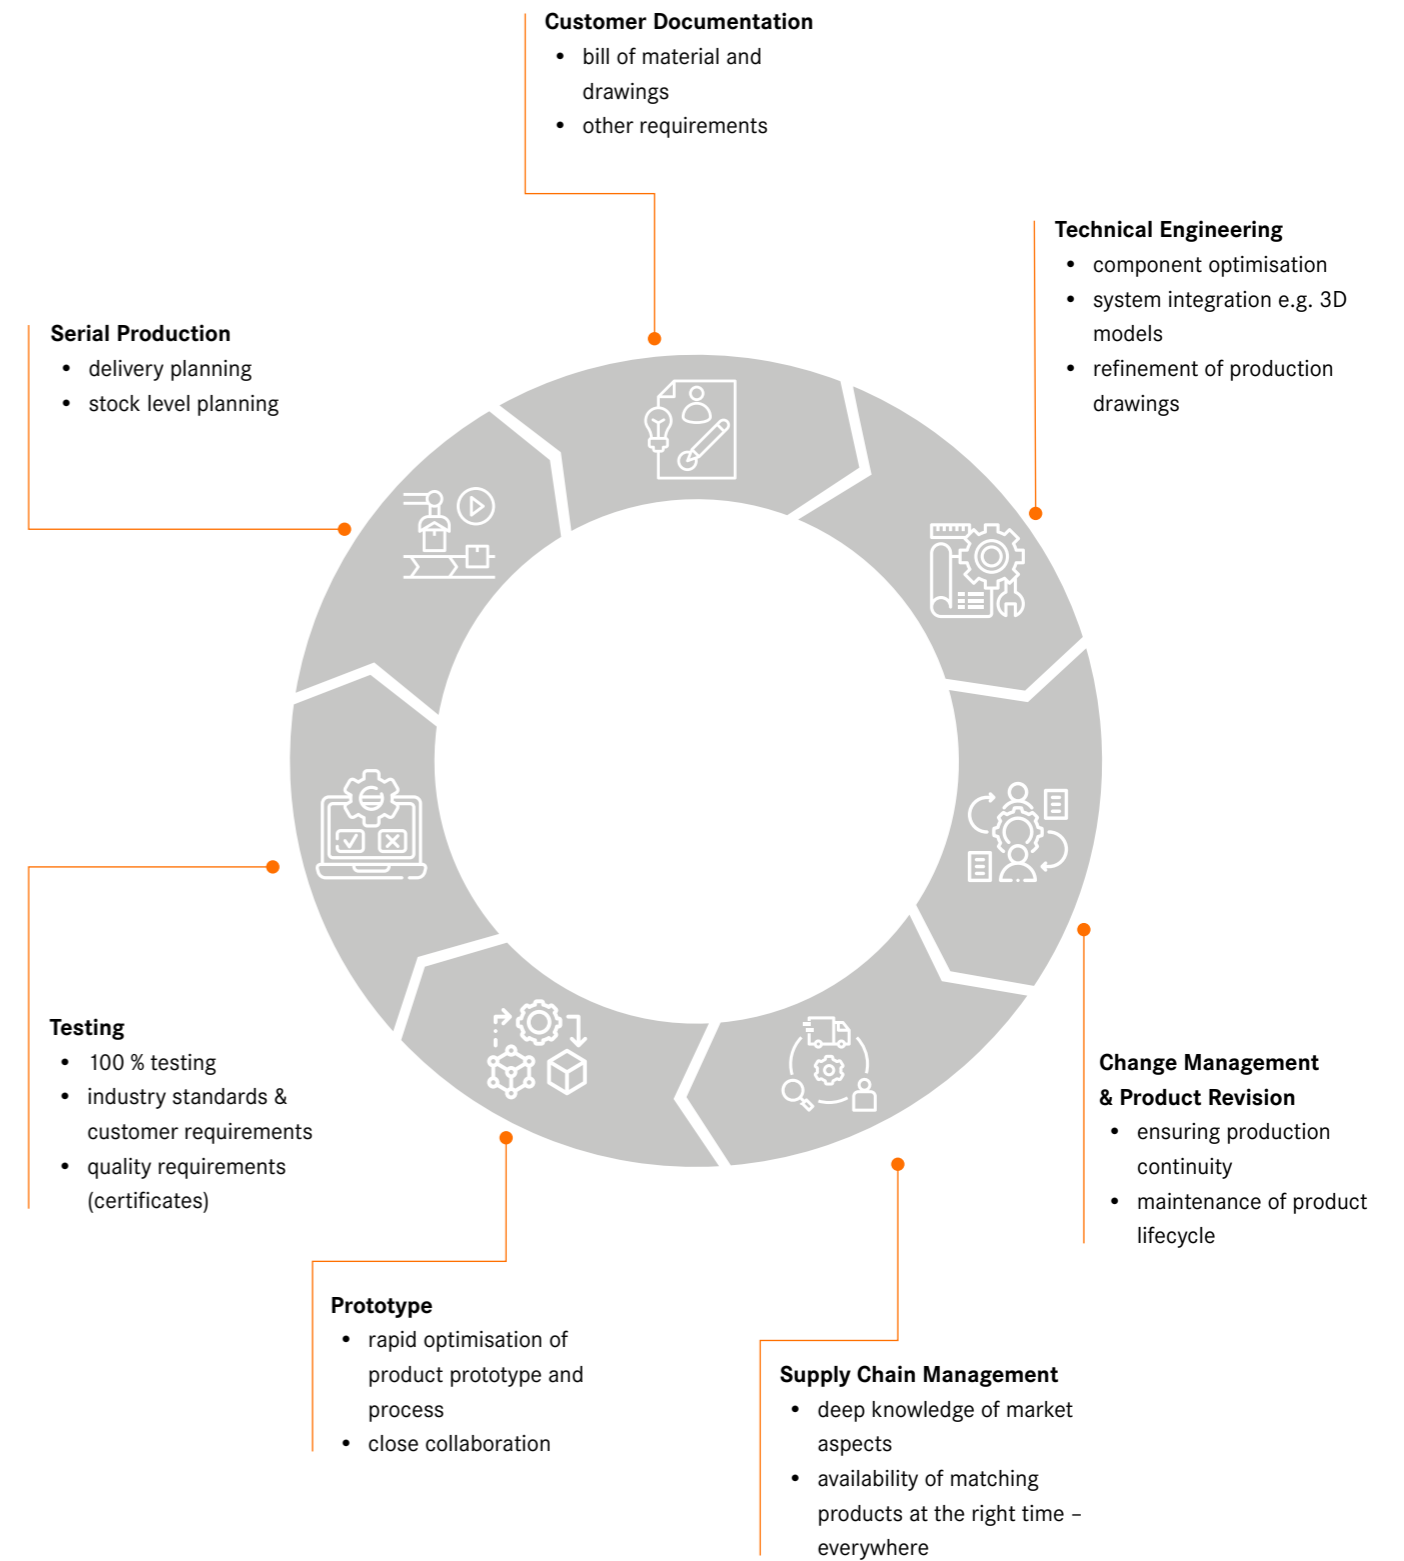 Customer Documentation
• bill of material and
drawings
• other requirements
Technical Engineering
• component optimisation
• system integration e.g. 3D
models
• refinement of production
drawings
Change Management
& Product Revision
• ensuring production
continuity
• maintenance of product
lifecycle
Supply Chain Management
• deep knowledge of market
aspects
• availability of matching
products at the right time –
everywhere
Prototype
• rapid optimisation of
product prototype and
process
• close collaboration
Testing
• 100 % testing
• industry standards &
customer requirements
• quality requirements
(certificates)
Serial Production
• delivery planning
• stock level planning